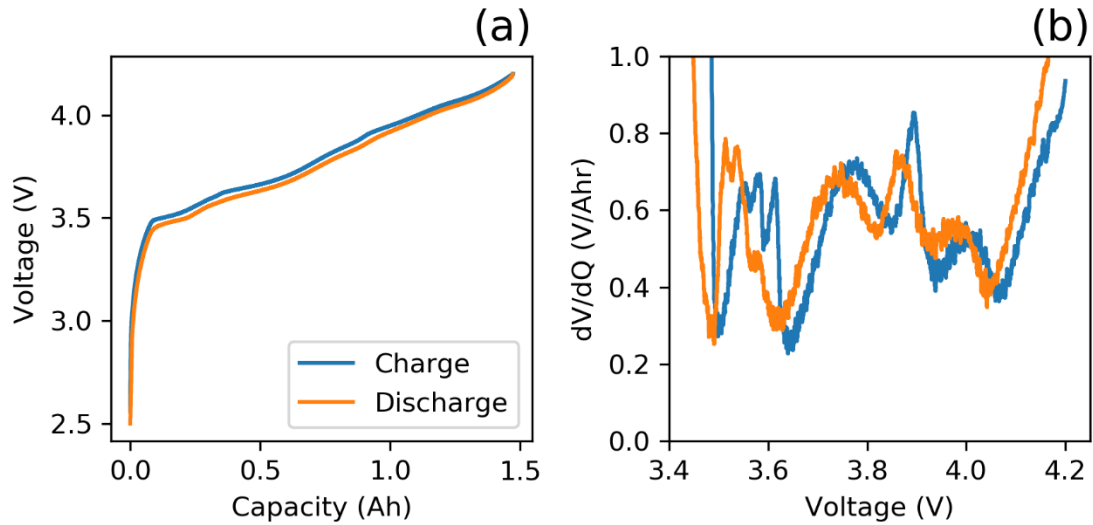 (a)
Voltage (V)
4.0
3.5
3.0
2.5
Charge
Discharge
0.0 0.5 1.0 1.5
Capacity (Ah)
(b)
dV/dQ (V/Ahr)
1.0
0.8
0.6
0.4
0.2
0.0
3.4 3.6 3.8 4.0 4.2
Voltage (V)